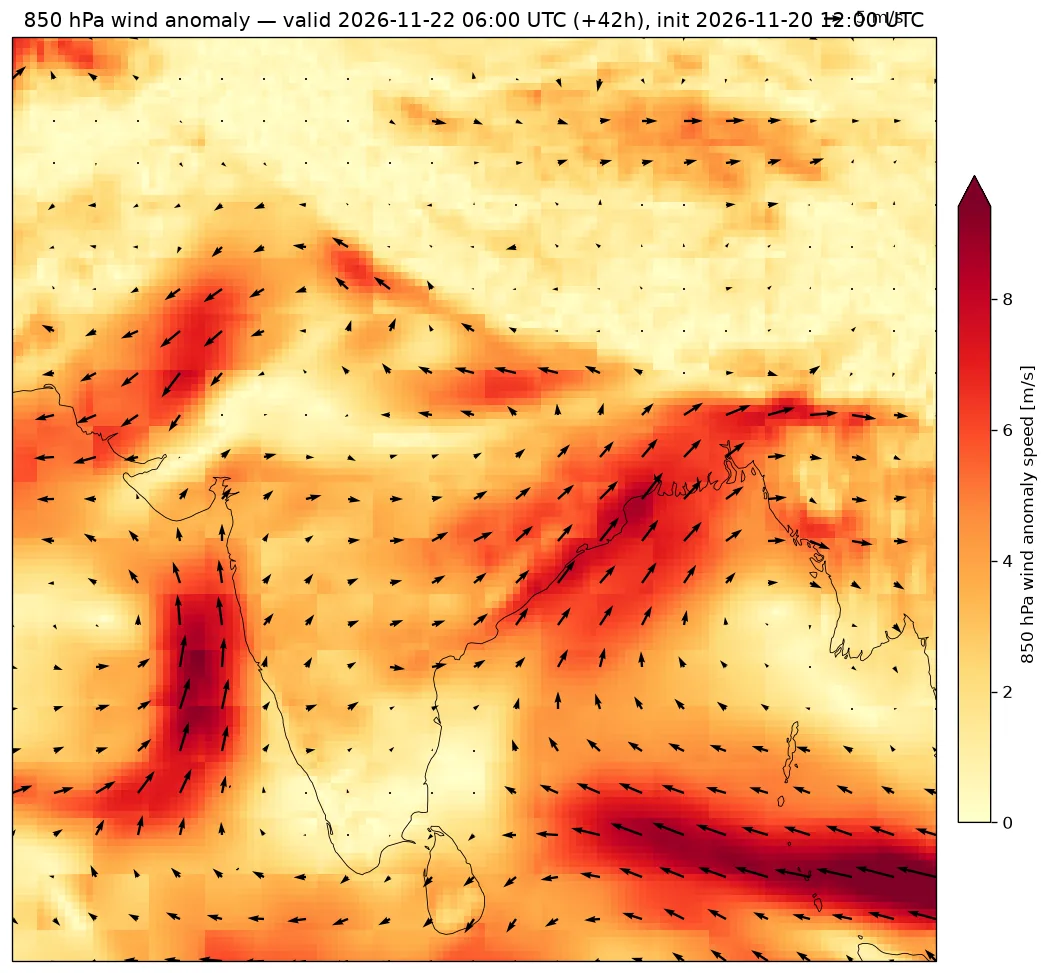 850 hPa wind anomaly — valid 2026-11-22 06:00 UTC (+42h), init 2026-11-20 12:00 UTC
5 m/s
8
6
4
2
0
850 hPa wind anomaly speed [m/s]